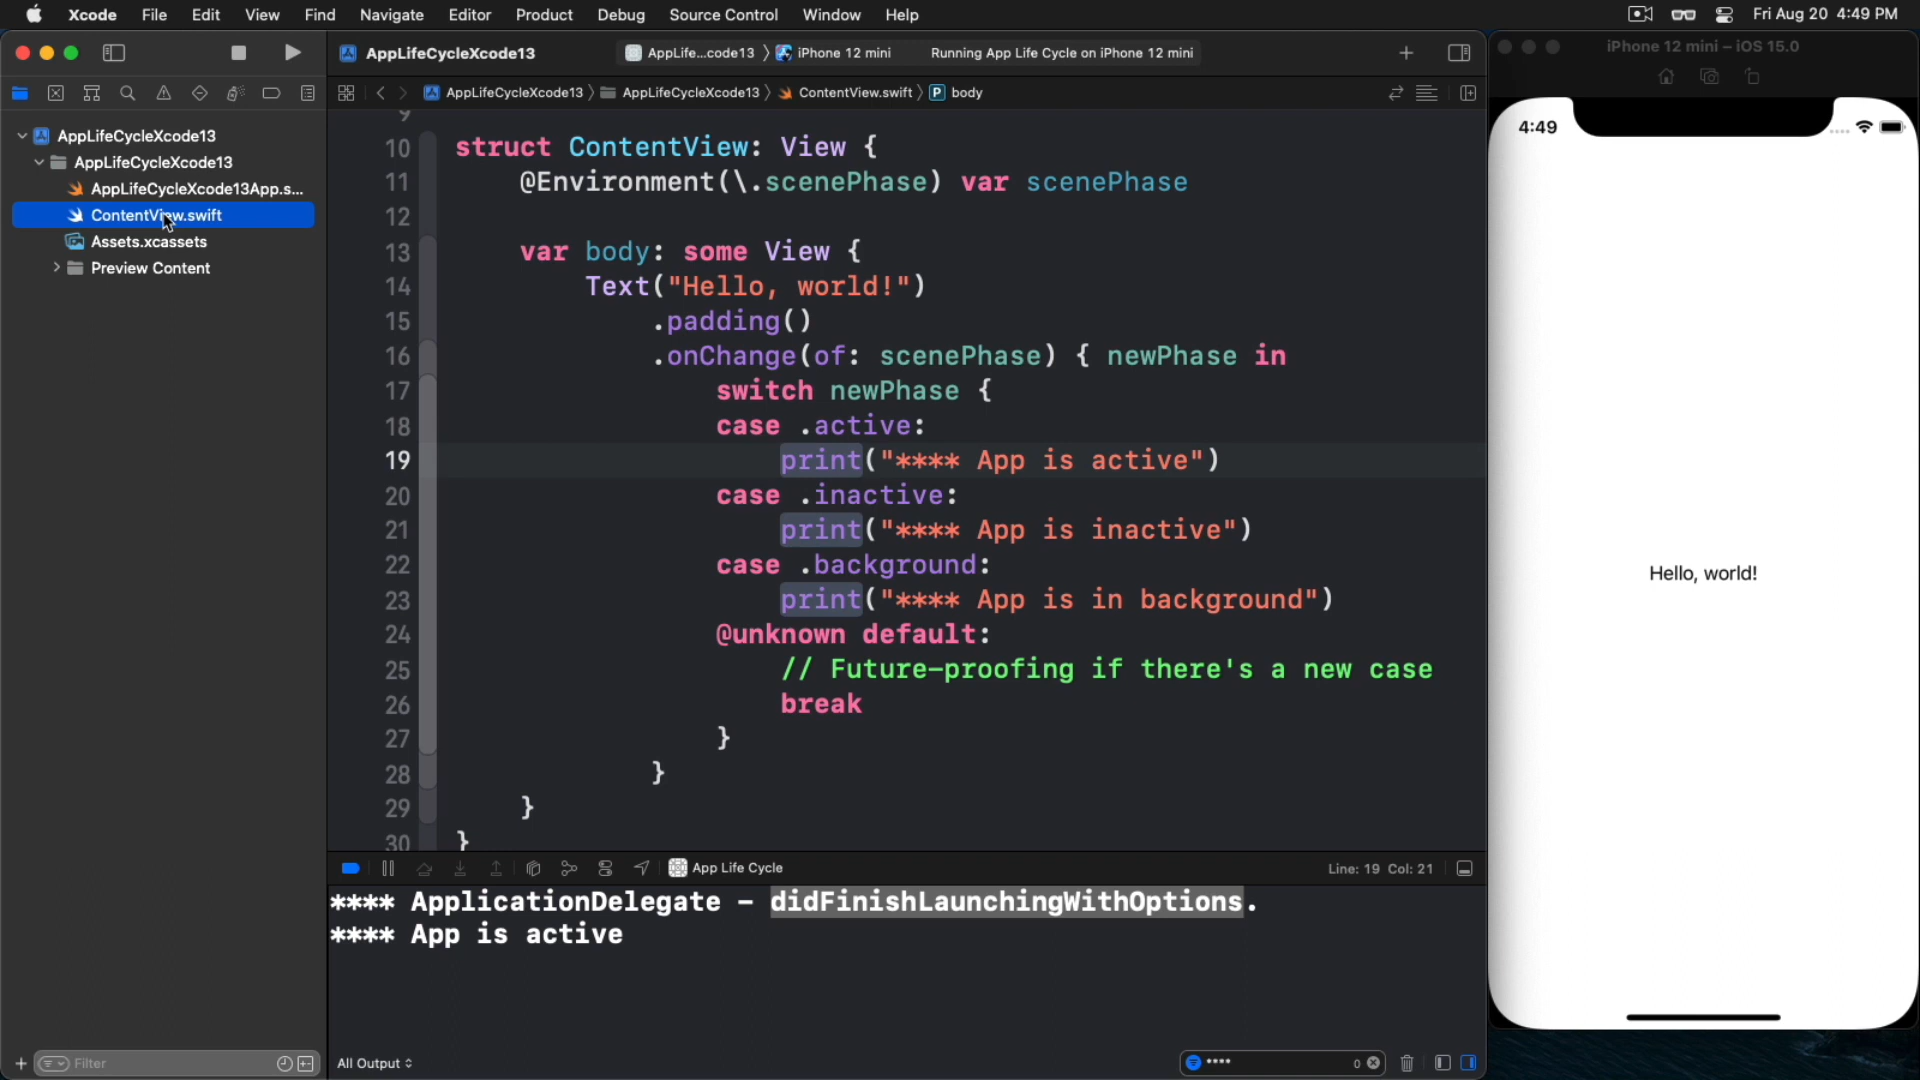 Xcode File Edit View Find Navigate Editor Product Debug Source Control Window Help Fri Aug 20 4:49 PM
AppLifeCycleXcode13 AppLife...code13 iPhone 12 mini Running App Life Cycle on iPhone 12 mini
iPhone 12 mini – iOS 15.0
AppLifeCycleXcode13 AppLifeCycleXcode13 ContentView.swift P body
AppLifeCycleXcode13
AppLifeCycleXcode13
AppLifeCycleXcode13App.s...
ContentView.swift
Assets.xcassets
Preview Content
9
10 struct ContentView: View {
11 @Environment(\.scenePhase) var scenePhase
12
13 var body: some View {
14 Text("Hello, world!")
15 .padding()
16 .onChange(of: scenePhase) { newPhase in
17 switch newPhase {
18 case .active:
19 print("**** App is active")
20 case .inactive:
21 print("**** App is inactive")
22 case .background:
23 print("**** App is in background")
24 @unknown default:
25 // Future-proofing if there's a new case
26 break
27 }
28 }
29 }
30 }
App Life Cycle Line: 19 Col: 21
**** ApplicationDelegate - didFinishLaunchingWithOptions.
**** App is active
Filter
All Output
**** 0
4:49
Hello, world!